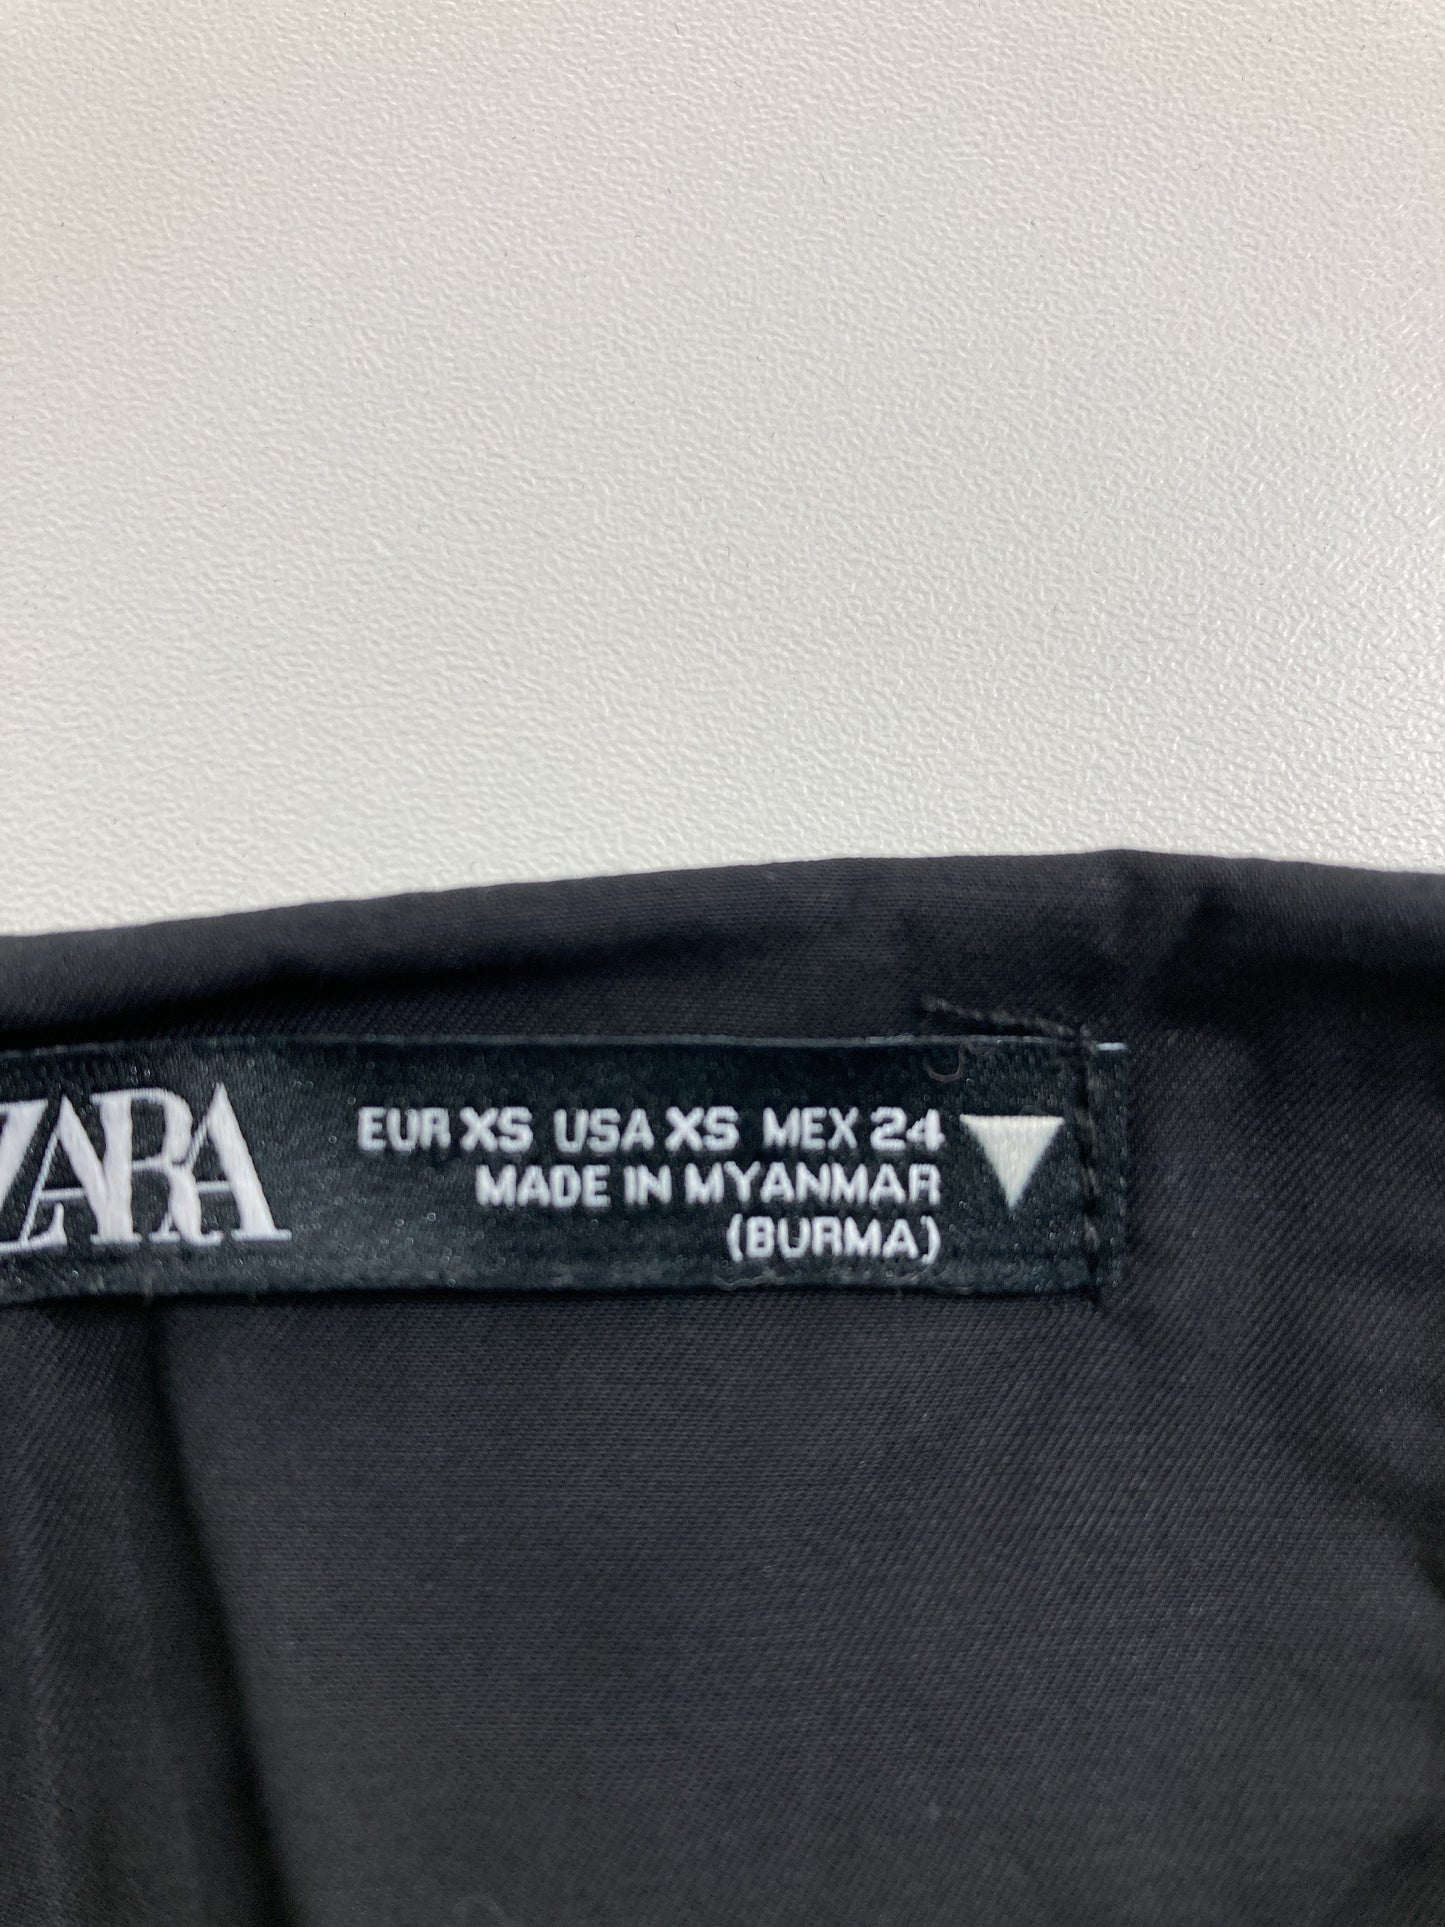 ZARA
EUR XS USA XS MEX 24
MADE IN MYANMAR
(BURMA)